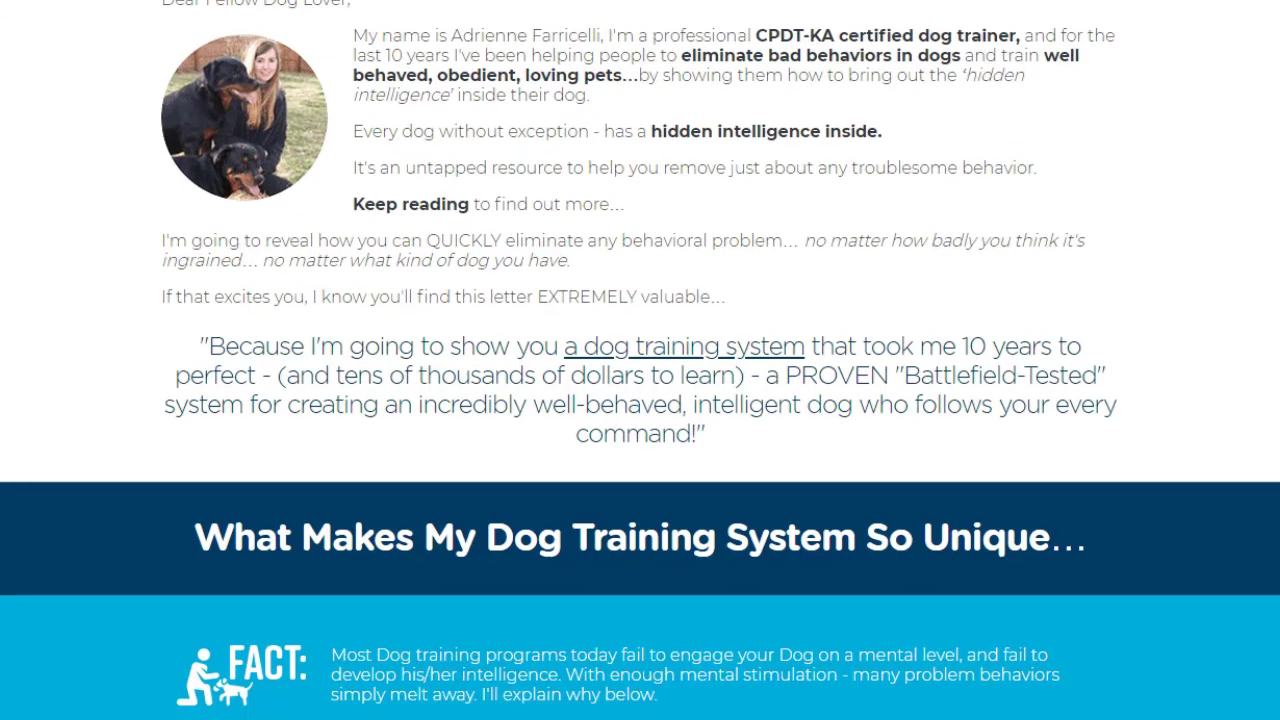 Dear Fellow Dog Lover,
My name is Adrienne Farricelli, I'm a professional CPDT-KA certified dog trainer, and for the
last 10 years I've been helping people to eliminate bad behaviors in dogs and train well
behaved, obedient, loving pets...by showing them how to bring out the 'hidden
intelligence' inside their dog.
Every dog without exception - has a hidden intelligence inside.
It's an untapped resource to help you remove just about any troublesome behavior.
Keep reading to find out more...
I'm going to reveal how you can QUICKLY eliminate any behavioral problem... no matter how badly you think it's
ingrained... no matter what kind of dog you have.
If that excites you, I know you'll find this letter EXTREMELY valuable...
"Because I'm going to show you a dog training system that took me 10 years to
perfect - (and tens of thousands of dollars to learn) - a PROVEN "Battlefield-Tested"
system for creating an incredibly well-behaved, intelligent dog who follows your every
command!"
What Makes My Dog Training System So Unique...
FACT:
Most Dog training programs today fail to engage your Dog on a mental level, and fail to
develop his/her intelligence. With enough mental stimulation - many problem behaviors
simply melt away. I'll explain why below.